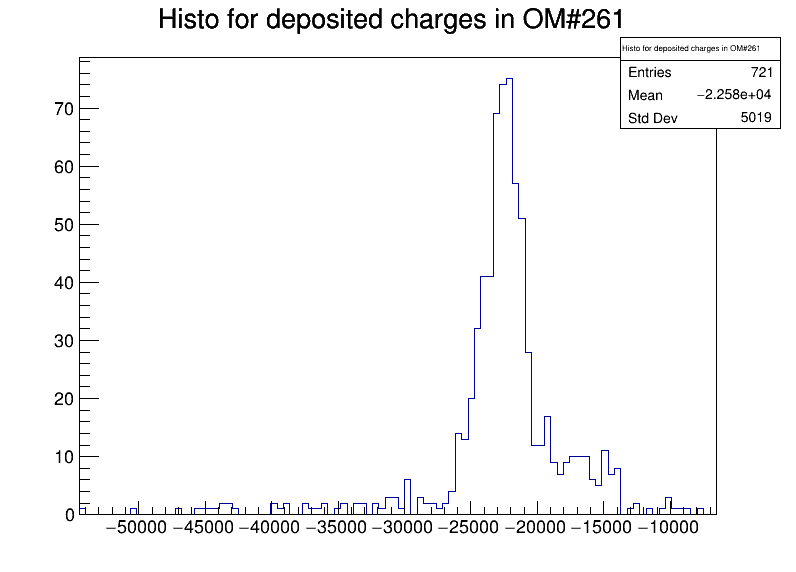 Histo for deposited charges in OM#261
Histo for deposited charges in OM#261
Entries 721
Mean −2.258e+04
Std Dev 5019
70
60
50
40
30
20
10
0
−50000 −45000 −40000 −35000 −30000 −25000 −20000 −15000 −10000